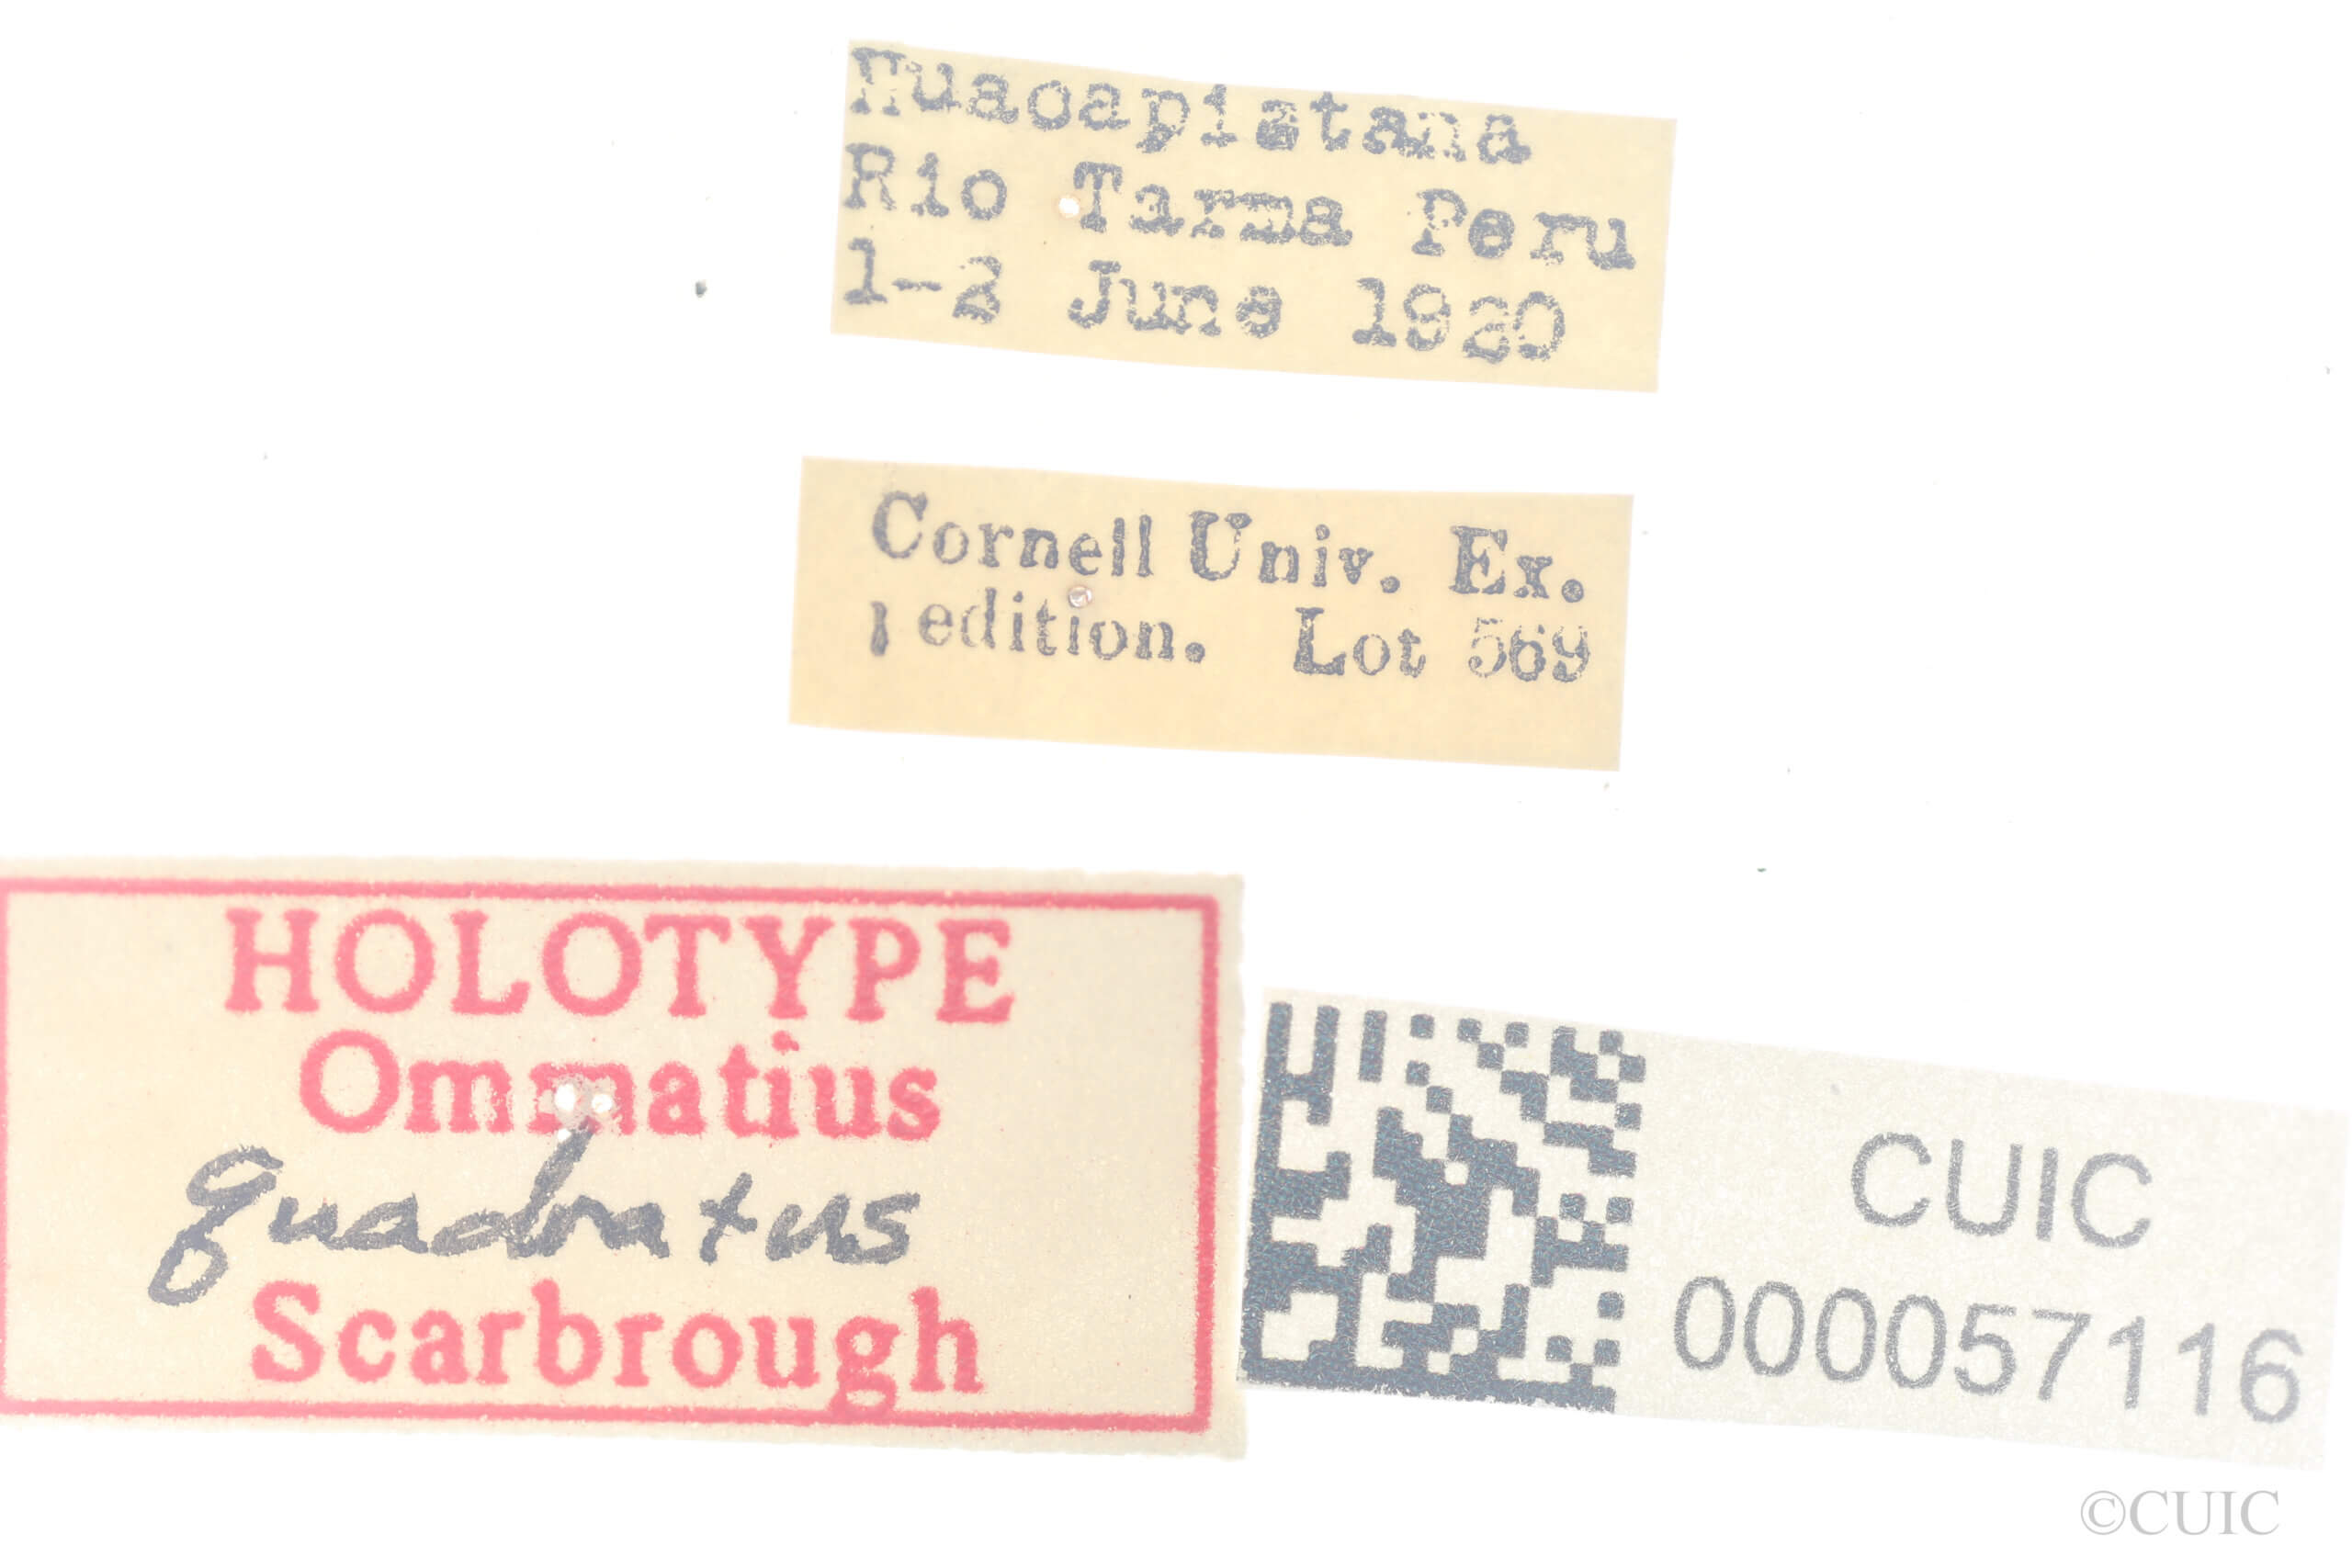 Huacapistana
Rio Tarma Peru
1-2 June 1920
Cornell Univ. Ex.
pedition. Lot 569
HOLOTYPE
Ommatius
quadratus
Scarbrough
CUIC
000057116
©CUIC